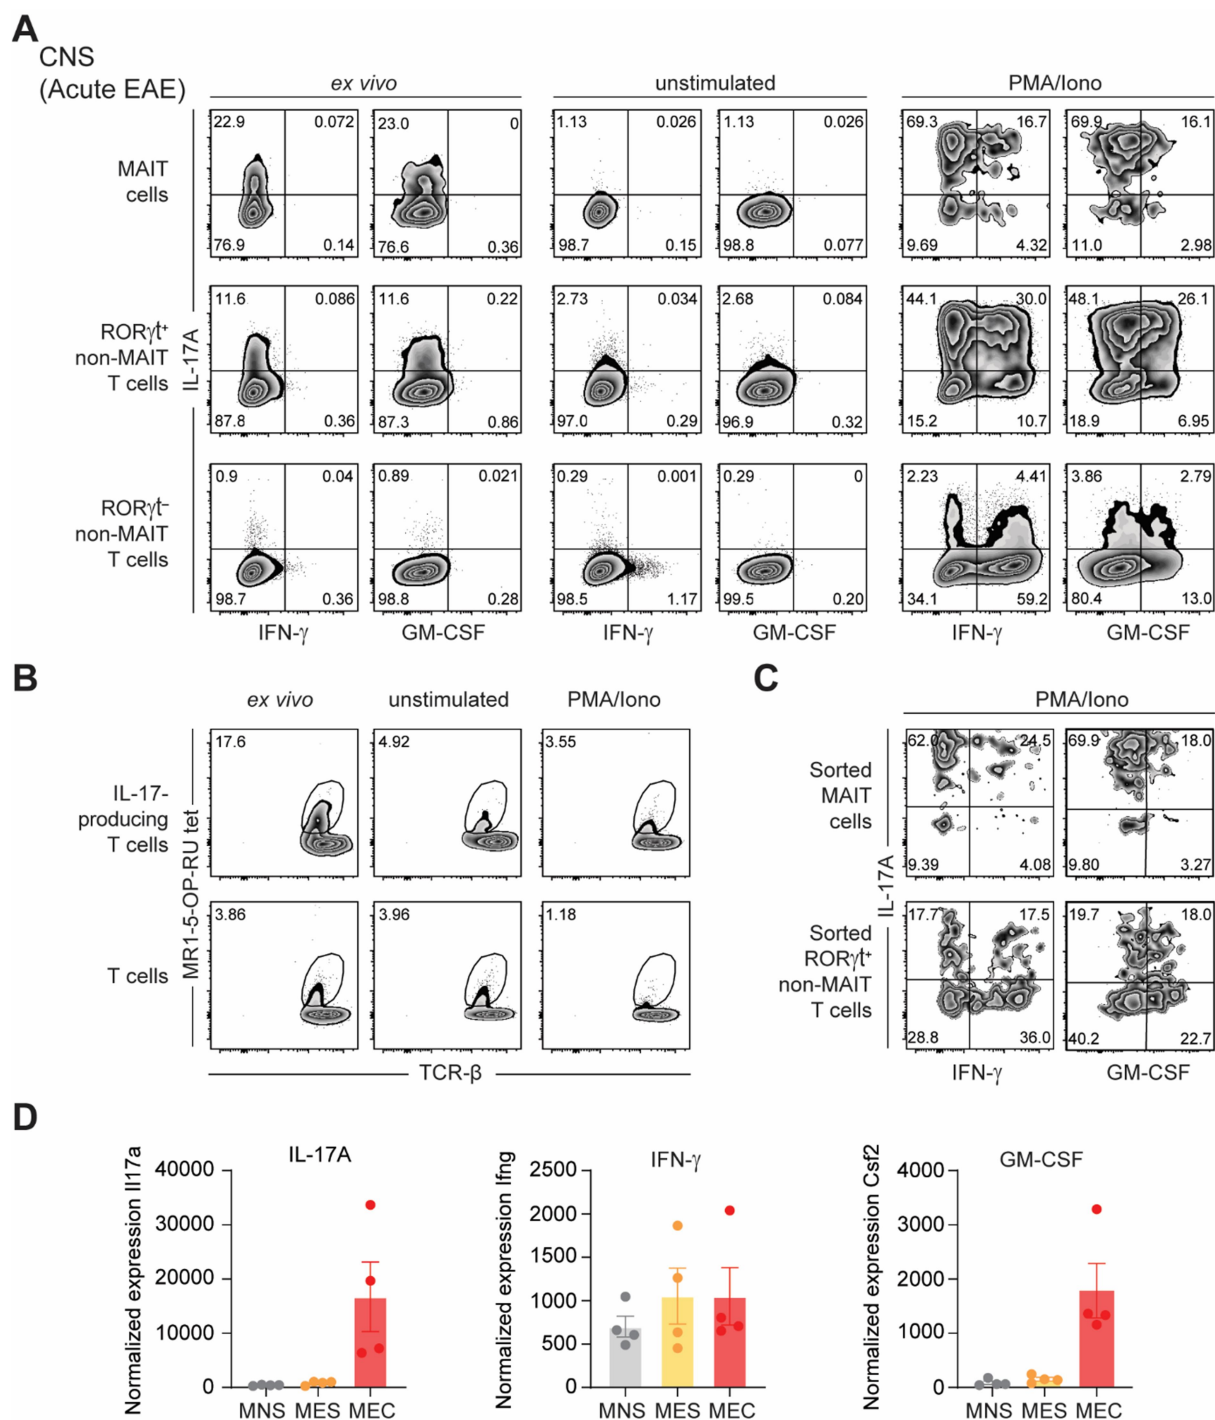 A
CNS
(Acute EAE)
ex vivo
unstimulated
PMA/Iono
MAIT
cells
22.9 0.072
76.9 0.14
23.0 0
76.6 0.36
1.13 0.026
98.7 0.15
1.13 0.026
98.8 0.077
69.3 16.7
9.69 4.32
69.9 16.1
11.0 2.98
IL-17A
RORγt+
non-MAIT
T cells
11.6 0.086
87.8 0.36
11.6 0.22
87.3 0.86
2.73 0.034
97.0 0.29
2.68 0.084
96.9 0.32
44.1 30.0
15.2 10.7
48.1 26.1
18.9 6.95
RORγt–
non-MAIT
T cells
0.9 0.04
98.7 0.36
0.89 0.021
98.8 0.28
0.29 0.001
98.5 1.17
0.29 0
99.5 0.20
2.23 4.41
34.1 59.2
3.86 2.79
80.4 13.0
IFN-γ
GM-CSF
IFN-γ
GM-CSF
IFN-γ
GM-CSF
B
ex vivo
unstimulated
PMA/Iono
IL-17-
producing
T cells
17.6
4.92
3.55
MR1-5-OP-RU tet
T cells
3.86
3.96
1.18
TCR-β
C
PMA/Iono
Sorted
MAIT
cells
62.0 24.5
9.39 4.08
69.9 18.0
9.80 3.27
IL-17A
Sorted
RORγt+
non-MAIT
T cells
17.7 17.5
28.8 36.0
19.7 18.0
40.2 22.7
IFN-γ
GM-CSF
D
IL-17A
Normalized expression Il17a
40000
30000
20000
10000
0
MNS MES MEC
IFN-γ
Normalized expression Ifng
2500
2000
1500
1000
500
0
MNS MES MEC
GM-CSF
Normalized expression Csf2
4000
3000
2000
1000
0
MNS MES MEC